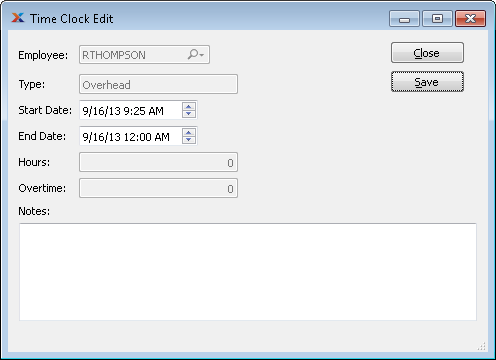 Time Clock Edit
Employee: RTHOMPSON
Close
Type: Overhead
Save
Start Date: 9/16/13 9:25 AM
End Date: 9/16/13 12:00 AM
Hours: 0
Overtime: 0
Notes: